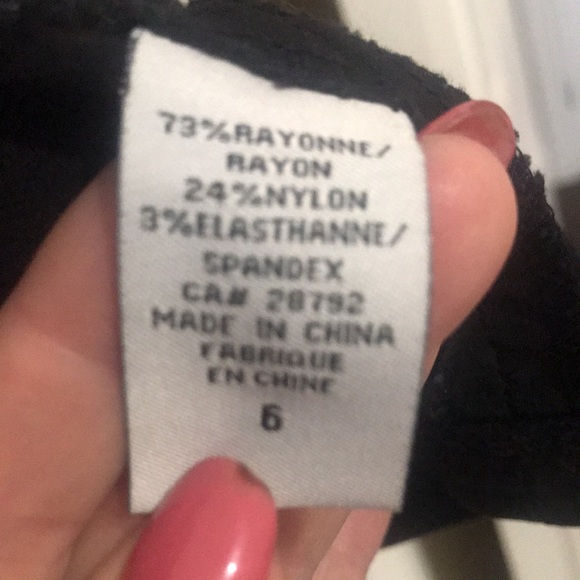 73%RAYONNE/
RAYON
24%NYLON
3%ELASTHANNE/
SPANDEX
CA# 28792
MADE IN CHINA
FABRIQUE
EN CHINE
6